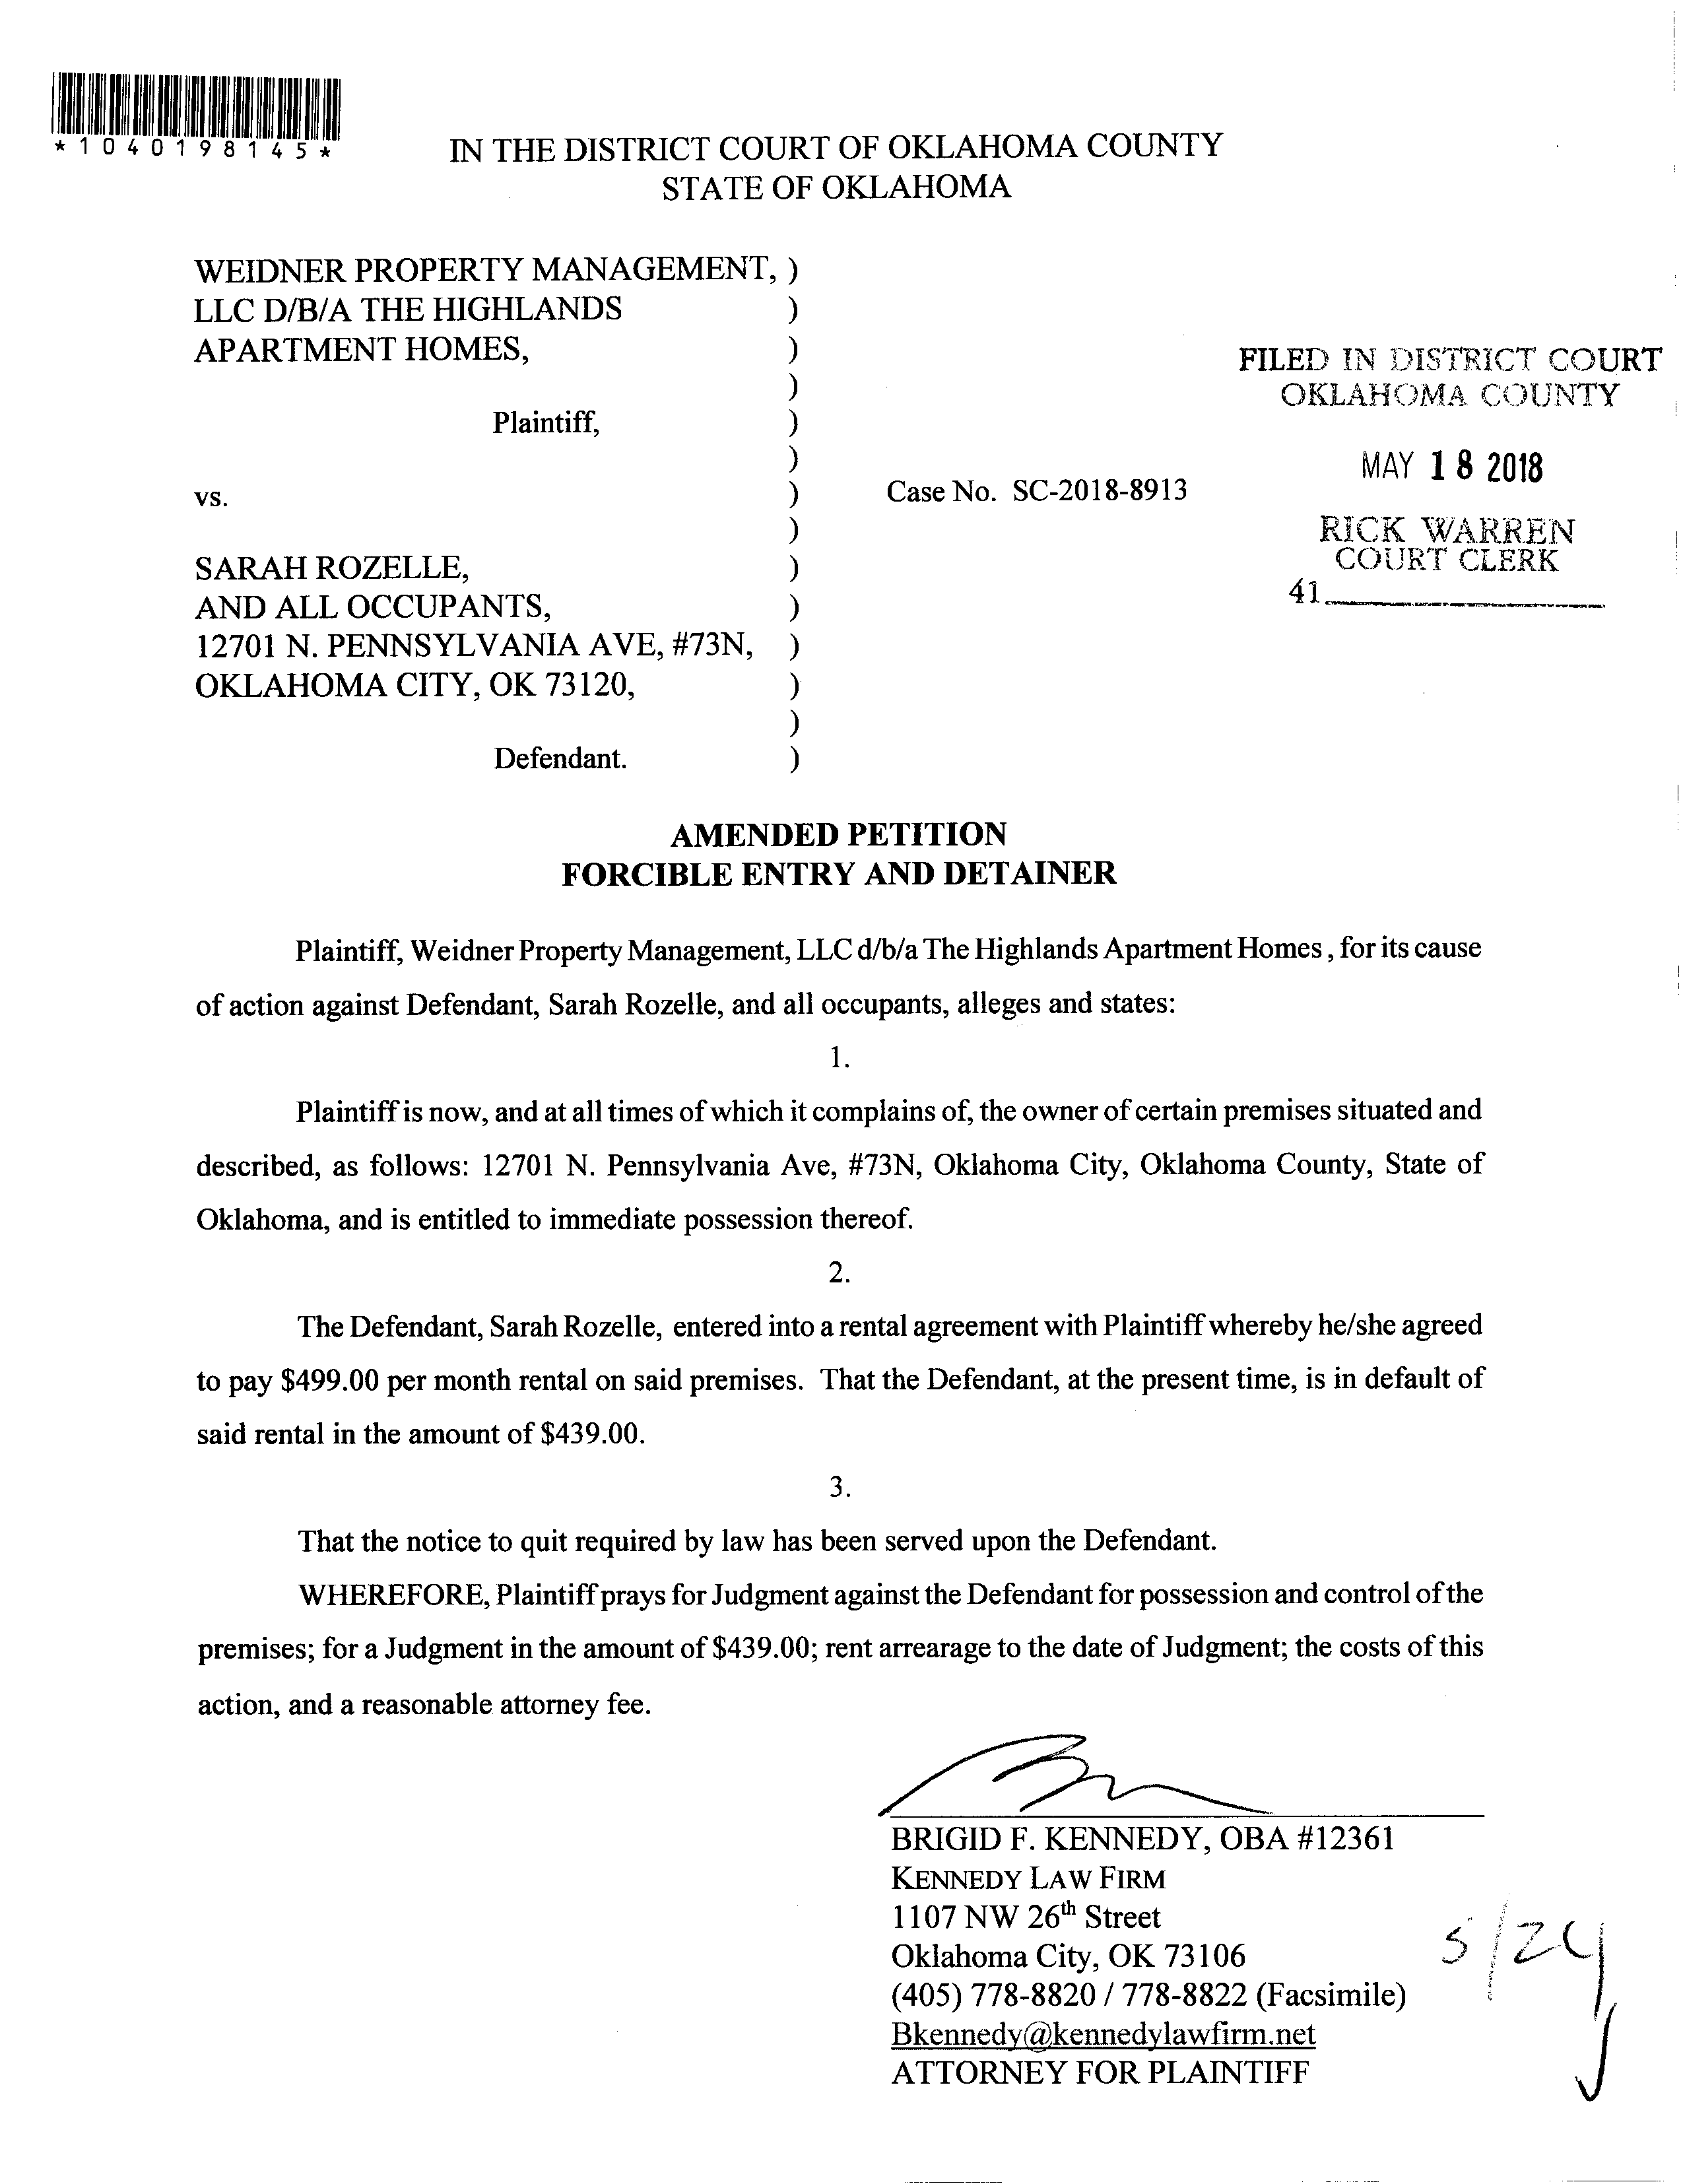 *1040198145*
IN THE DISTRICT COURT OF OKLAHOMA COUNTY
STATE OF OKLAHOMA
WEIDNER PROPERTY MANAGEMENT, )
LLC D/B/A THE HIGHLANDS )
APARTMENT HOMES, )
)
Plaintiff, )
)
vs. )
)
SARAH ROZELLE, )
AND ALL OCCUPANTS, )
12701 N. PENNSYLVANIA AVE, #73N, )
OKLAHOMA CITY, OK 73120, )
)
Defendant. )
Case No. SC-2018-8913
FILED IN DISTRICT COURT
OKLAHOMA COUNTY
MAY 18 2018
RICK WARREN
COURT CLERK
41
AMENDED PETITION
FORCIBLE ENTRY AND DETAINER
Plaintiff, Weidner Property Management, LLC d/b/a The Highlands Apartment Homes , for its cause
of action against Defendant, Sarah Rozelle, and all occupants, alleges and states:
1.
Plaintiff is now, and at all times of which it complains of, the owner of certain premises situated and
described, as follows: 12701 N. Pennsylvania Ave, #73N, Oklahoma City, Oklahoma County, State of
Oklahoma, and is entitled to immediate possession thereof.
2.
The Defendant, Sarah Rozelle, entered into a rental agreement with Plaintiff whereby he/she agreed
to pay $499.00 per month rental on said premises. That the Defendant, at the present time, is in default of
said rental in the amount of $439.00.
3.
That the notice to quit required by law has been served upon the Defendant.
WHEREFORE, Plaintiff prays for Judgment against the Defendant for possession and control of the
premises; for a Judgment in the amount of $439.00; rent arrearage to the date of Judgment; the costs of this
action, and a reasonable attorney fee.
BRIGID F. KENNEDY, OBA #12361
KENNEDY LAW FIRM
1107 NW 26th Street
Oklahoma City, OK 73106
(405) 778-8820 / 778-8822 (Facsimile)
Bkennedy@kennedylawfirm.net
ATTORNEY FOR PLAINTIFF
5/24